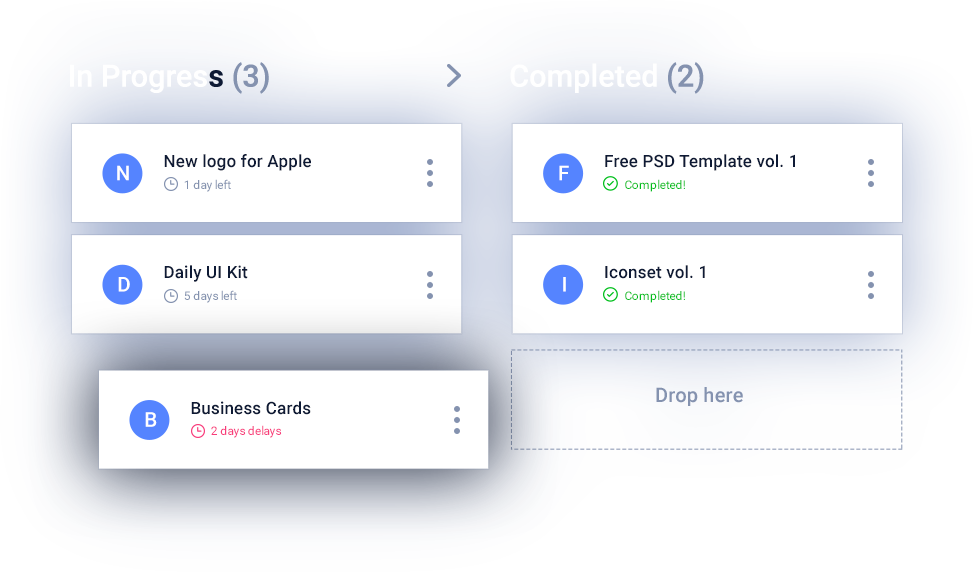 In Progress (3)
N
New logo for Apple
1 day left
D
Daily UI Kit
5 days left
B
Business Cards
2 days delays
Completed (2)
F
Free PSD Template vol. 1
Completed!
I
Iconset vol. 1
Completed!
Drop here